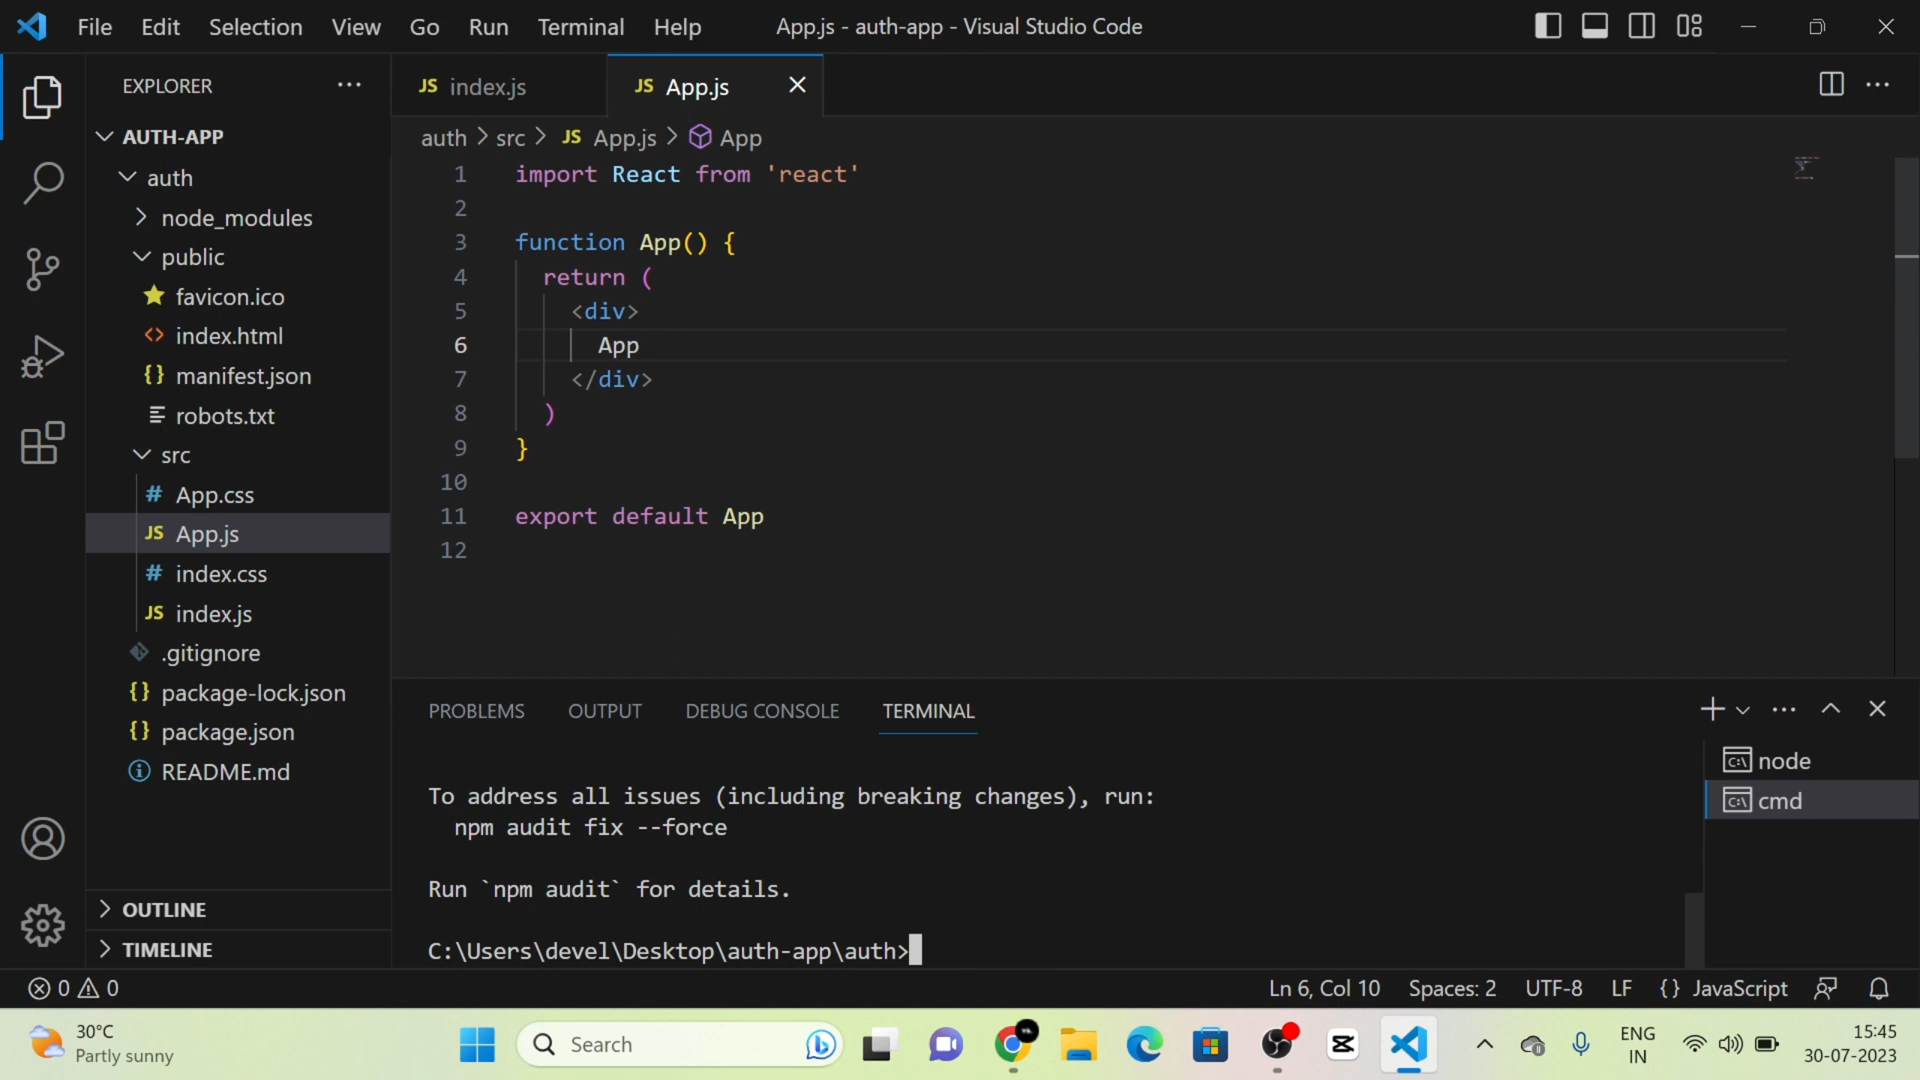 File Edit Selection View Go Run Terminal Help App.js - auth-app - Visual Studio Code
EXPLORER
AUTH-APP
auth
node_modules
public
favicon.ico
index.html
manifest.json
robots.txt
src
App.css
App.js
index.css
index.js
.gitignore
package-lock.json
package.json
README.md
OUTLINE
TIMELINE
JS index.js JS App.js
auth > src > JS App.js > App
1 import React from 'react'
2
3 function App() {
4 return (
5 <div>
6 App
7 </div>
8 )
9 }
10
11 export default App
12
PROBLEMS OUTPUT DEBUG CONSOLE TERMINAL
node
cmd
To address all issues (including breaking changes), run:
npm audit fix --force
Run `npm audit` for details.
C:\Users\devel\Desktop\auth-app\auth>
0 0 Ln 6, Col 10 Spaces: 2 UTF-8 LF {} JavaScript
30°C
Partly sunny
Search
ENG
IN
15:45
30-07-2023